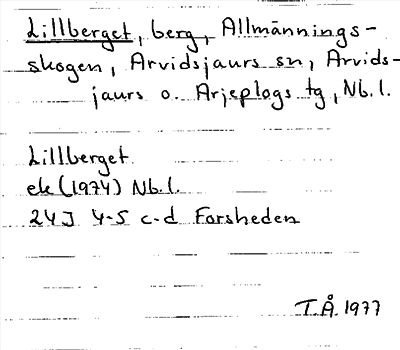 Lillberget, berg, Allmännings-
skogen, Arvidsjaurs sn, Arvids-
jaurs o. Arjeplogs tg, Nb. l.
Lillberget
ek (1974) Nb. l.
24J 4-5 c-d Forsheden
T.Å. 1977